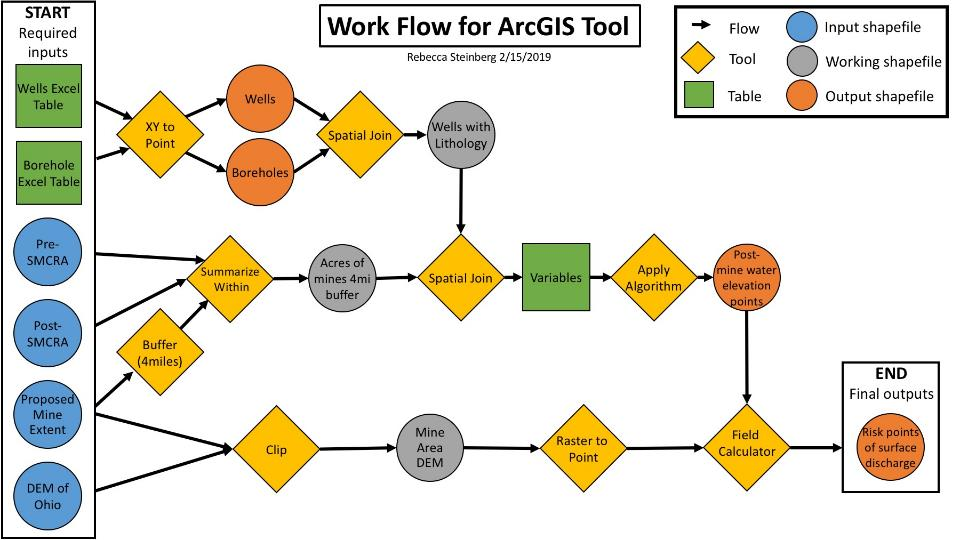 START
Required
inputs
Work Flow for ArcGIS Tool
Rebecca Steinberg 2/15/2019
Flow
Tool
Table
Input shapefile
Working shapefile
Output shapefile
Wells Excel
Table
Borehole
Excel Table
XY to
Point
Wells
Boreholes
Spatial Join
Wells with
Lithology
Pre-
SMCRA
Post-
SMCRA
Summarize
Within
Acres of
mines 4mi
buffer
Spatial Join
Variables
Apply
Algorithm
Post-
mine water
elevation
points
Buffer
(4miles)
Proposed
Mine
Extent
DEM of
Ohio
Clip
Mine
Area
DEM
Raster to
Point
Field
Calculator
END
Final outputs
Risk points
of surface
discharge